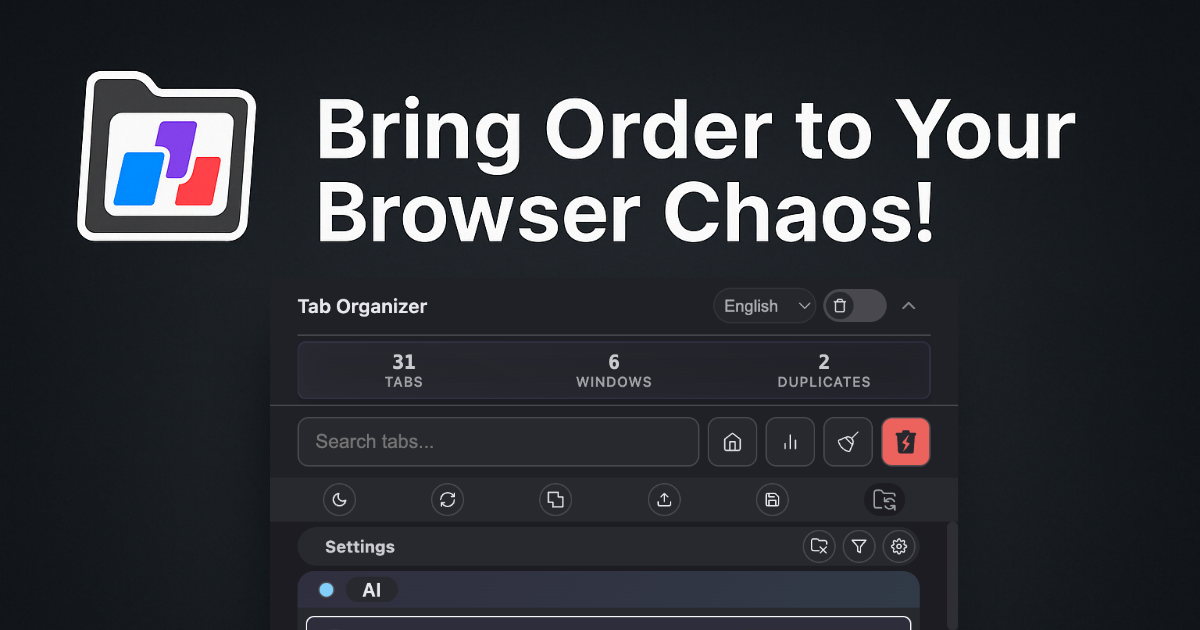 Bring Order to Your
Browser Chaos!
Tab Organizer
English
31
TABS
6
WINDOWS
2
DUPLICATES
Search tabs...
Settings
AI